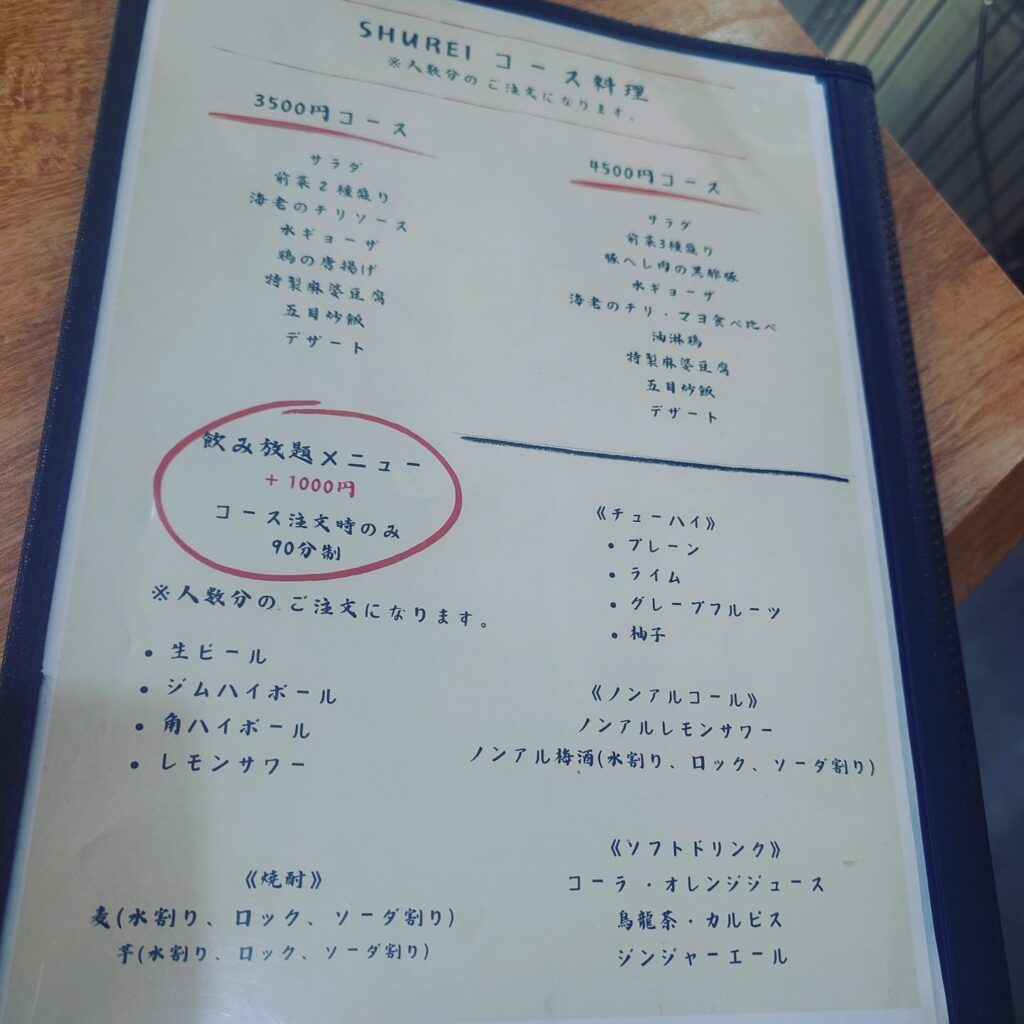 SHUREI コース料理
※人数分のご注文になります。
3500円コース
サラダ
前菜2種盛り
海老のチリソース
水ギョーザ
鶏の唐揚げ
特製麻婆豆腐
五目炒飯
デザート
4500円コース
サラダ
前菜3種盛り
豚へし肉の黒酢豚
水ギョーザ
海老のチリ・マヨ食べ比べ
油淋鶏
特製麻婆豆腐
五目炒飯
デザート
飲み放題メニュー
+1000円
コース注文時のみ
90分制
※人数分のご注文になります。
• 生ビール
• ジムハイボール
• 角ハイボール
• レモンサワー
《焼酎》
麦(水割り、ロック、ソーダ割り)
芋(水割り、ロック、ソーダ割り)
《チューハイ》
• プレーン
• ライム
• グレープフルーツ
• 柚子
《ノンアルコール》
ノンアルレモンサワー
ノンアル梅酒(水割り、ロック、ソーダ割り)
《ソフトドリンク》
コーラ・オレンジジュース
烏龍茶・カルピス
ジンジャーエール